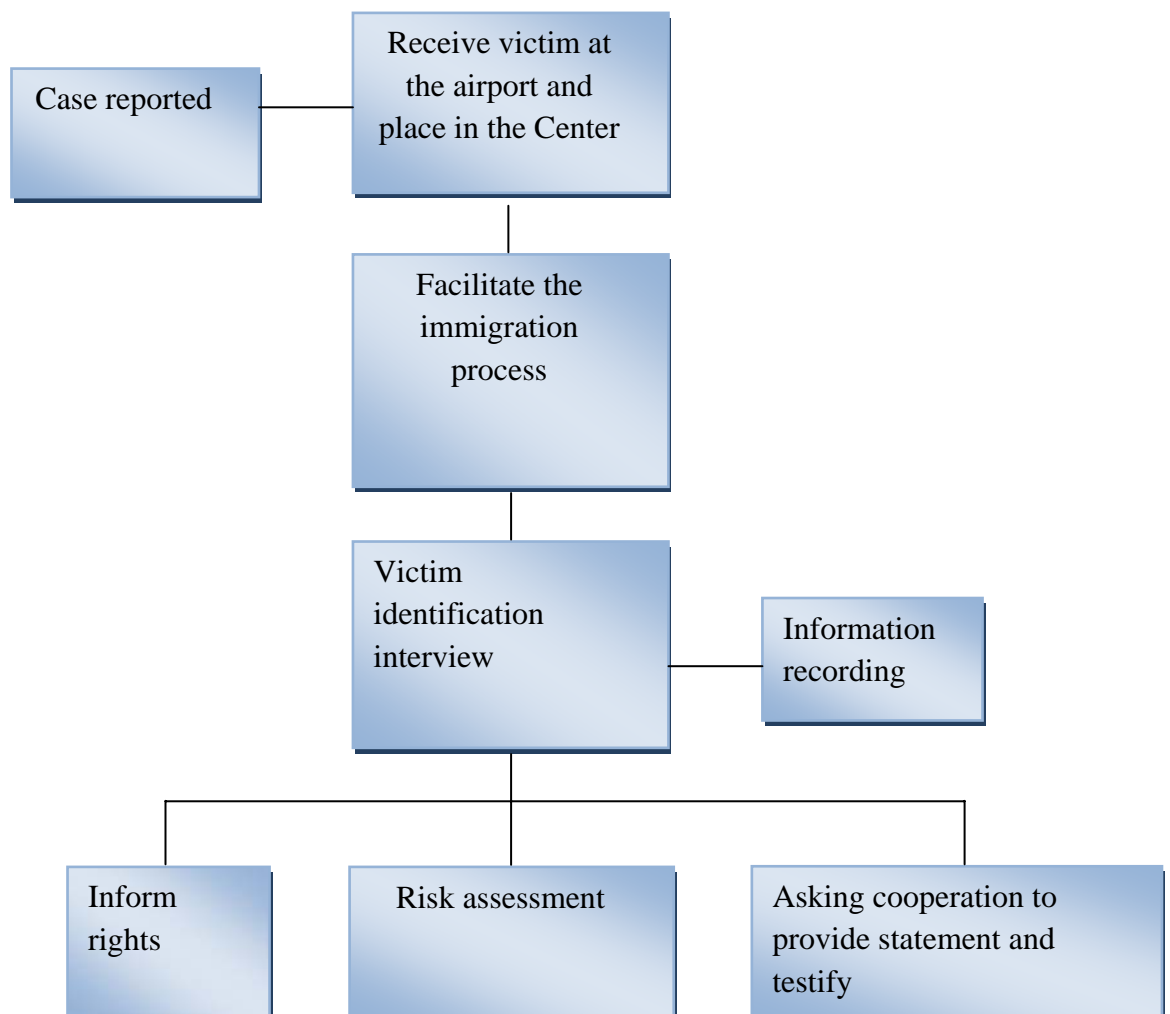 Case reported
Receive victim at
the airport and
place in the Center
Facilitate the
immigration
process
Victim
identification
interview
Information
recording
Inform
rights
Risk assessment
Asking cooperation to
provide statement and
testify